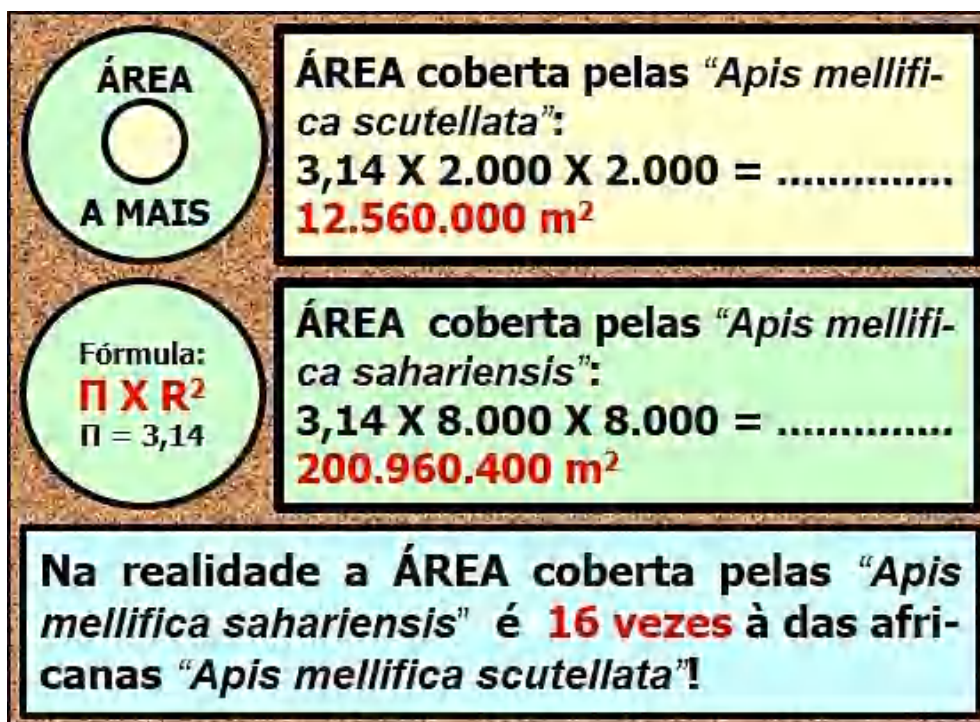 ÁREA
A MAIS
ÁREA coberta pelas “Apis mellifi-
ca scutellata”:
3,14 X 2.000 X 2.000 = ..............
12.560.000 m²
Fórmula:
Π X R²
Π = 3,14
ÁREA coberta pelas “Apis mellifi-
ca sahariensis”:
3,14 X 8.000 X 8.000 = ..............
200.960.400 m²
Na realidade a ÁREA coberta pelas “Apis
mellifica sahariensis” é 16 vezes à das afri-
canas “Apis mellifica scutellata”!